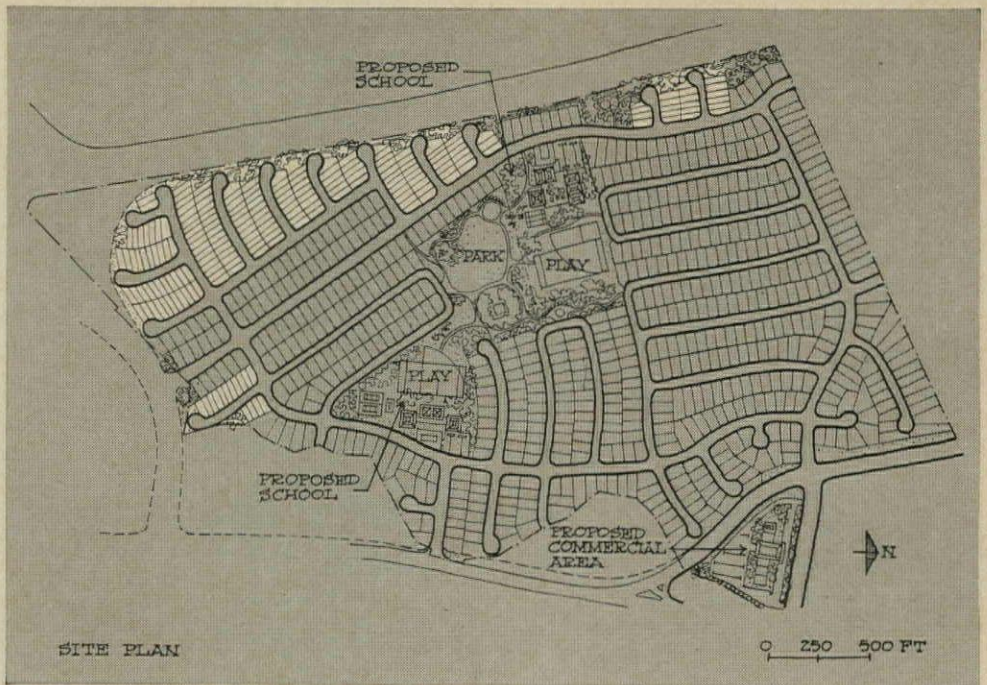 PROPOSED
SCHOOL
PARK
PLAY
PLAY
PROPOSED
SCHOOL
PROPOSED
COMMERCIAL
AREA
N
SITE PLAN
0 250 500 FT